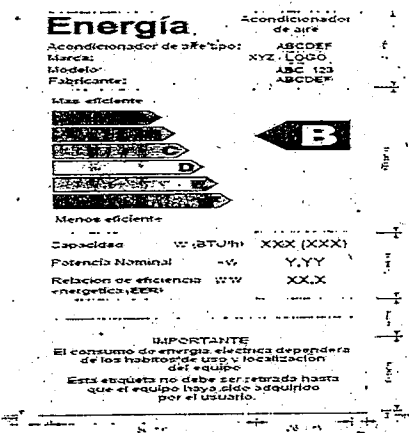 Energía
Acondicionador
de aire
Acondicionador de aire tipo: ABCDEF
Marca: XYZ LOGO
Modelo: ABC 123
Fabricante: ABCDEF
Mas eficiente
B
C
D
E
Menos eficiente
Capacidad W (BTU/h) XXX (XXX)
Potencia Nominal Y,YY
Relacion de eficiencia W/W XX,X
energetica (EER)
IMPORTANTE
El consumo de energia electrica dependera
de los habitos de uso y localización
del equipo
Esta etiqueta no debe ser retirada hasta
que el equipo haya sido adquirido
por el usuario.